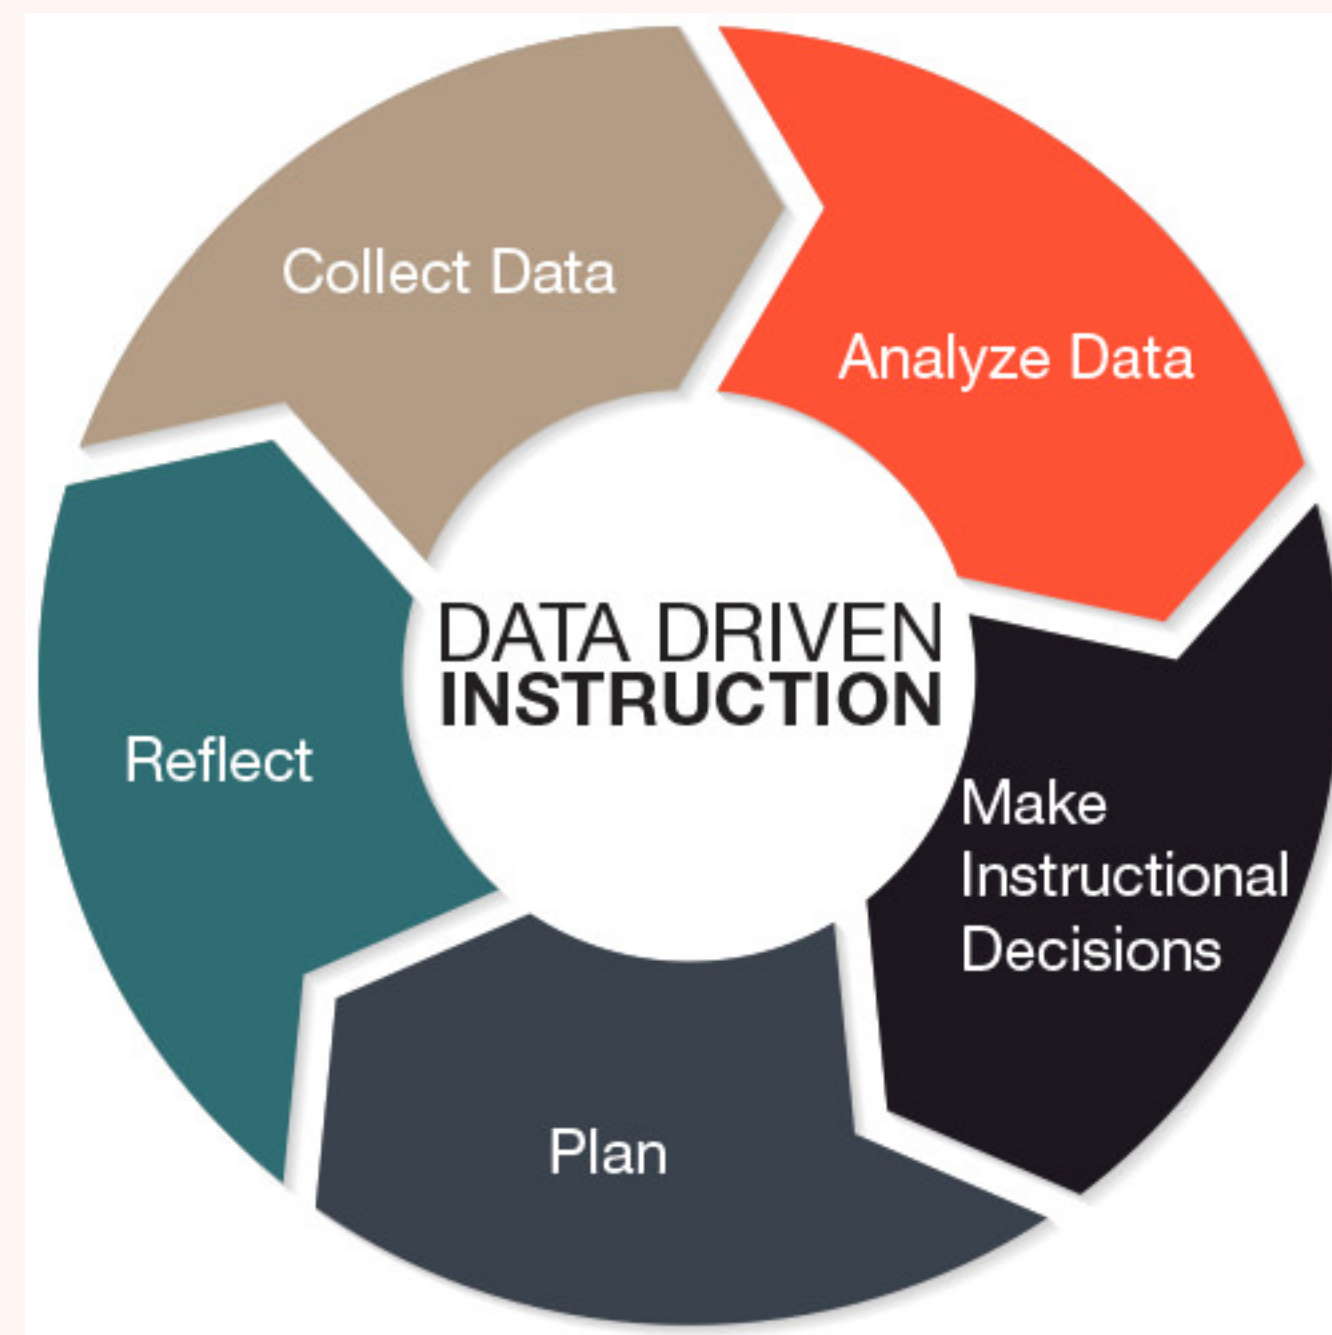 Collect Data
Analyze Data
DATA DRIVEN
INSTRUCTION
Reflect
Make
Instructional
Decisions
Plan